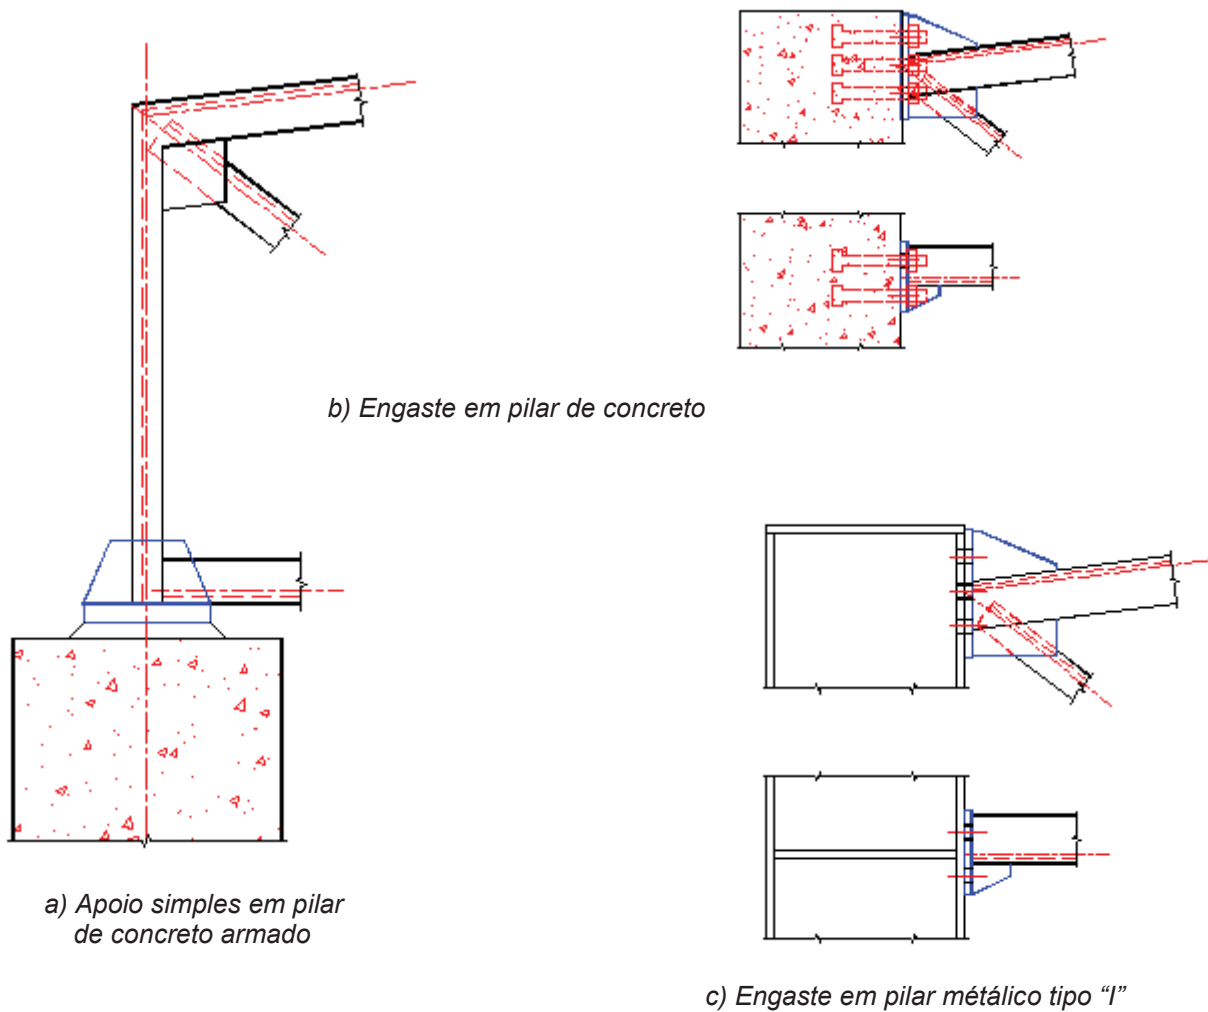 b) Engaste em pilar de concreto
a) Apoio simples em pilar
de concreto armado
c) Engaste em pilar métálico tipo “I”